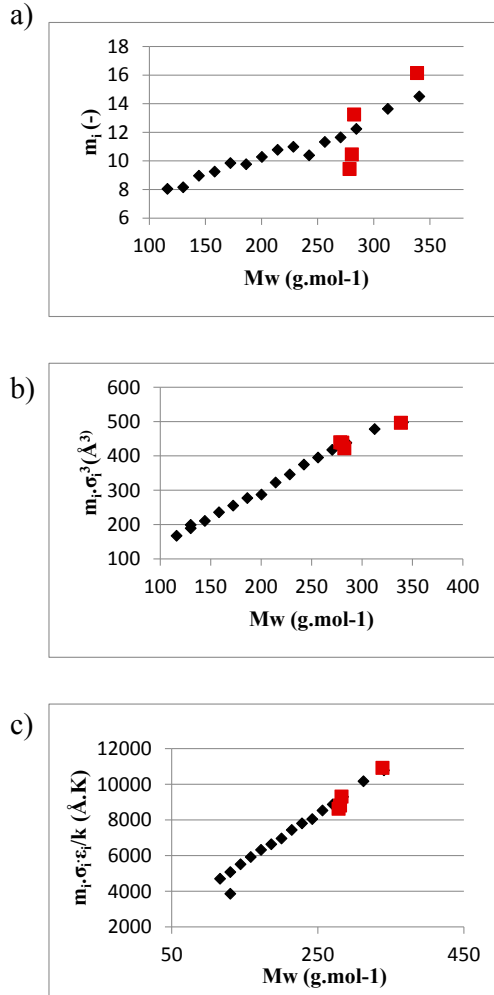 a)
18
16
14
12
10
8
6
mᵢ (-)
100 150 200 250 300 350
Mw (g.mol-1)
b)
600
500
400
300
200
100
mᵢ.σᵢ³ (Å³)
100 150 200 250 300 350 400
Mw (g.mol-1)
c)
12000
10000
8000
6000
4000
2000
mᵢ.σᵢ.εᵢ/k (Å.K)
50 250 450
Mw (g.mol-1)